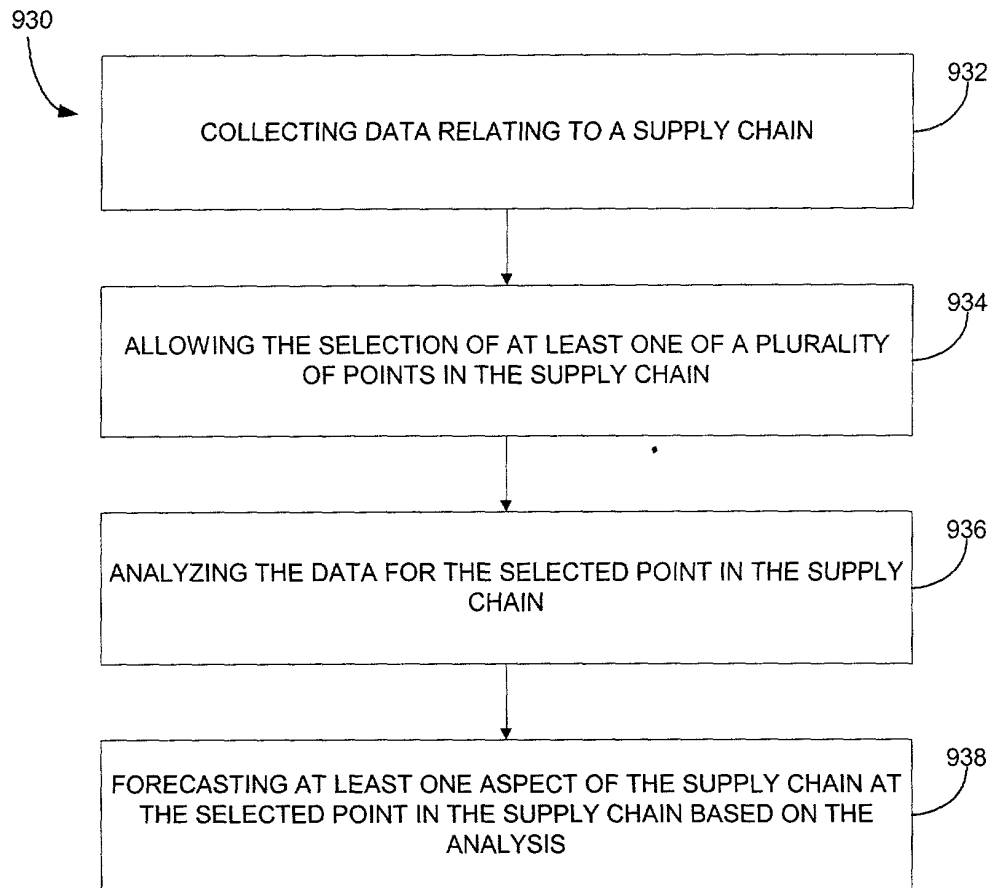 930
932
COLLECTING DATA RELATING TO A SUPPLY CHAIN
934
ALLOWING THE SELECTION OF AT LEAST ONE OF A PLURALITY
OF POINTS IN THE SUPPLY CHAIN
936
ANALYZING THE DATA FOR THE SELECTED POINT IN THE SUPPLY
CHAIN
938
FORECASTING AT LEAST ONE ASPECT OF THE SUPPLY CHAIN AT
THE SELECTED POINT IN THE SUPPLY CHAIN BASED ON THE
ANALYSIS